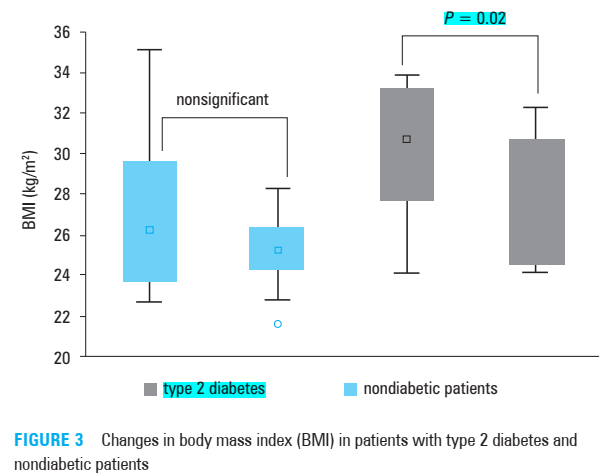 P = 0.02
36
34
32
30
28
26
24
22
20
BMI (kg/m²)
nonsignificant
type 2 diabetes
nondiabetic patients
FIGURE 3 Changes in body mass index (BMI) in patients with type 2 diabetes and
nondiabetic patients